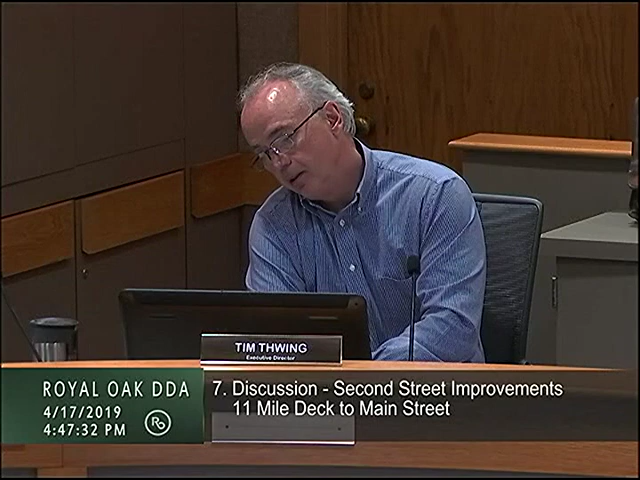 TIM THWING
Executive Director
ROYAL OAK DDA
4/17/2019
4:47:32 PM
RO
7. Discussion - Second Street Improvements
11 Mile Deck to Main Street